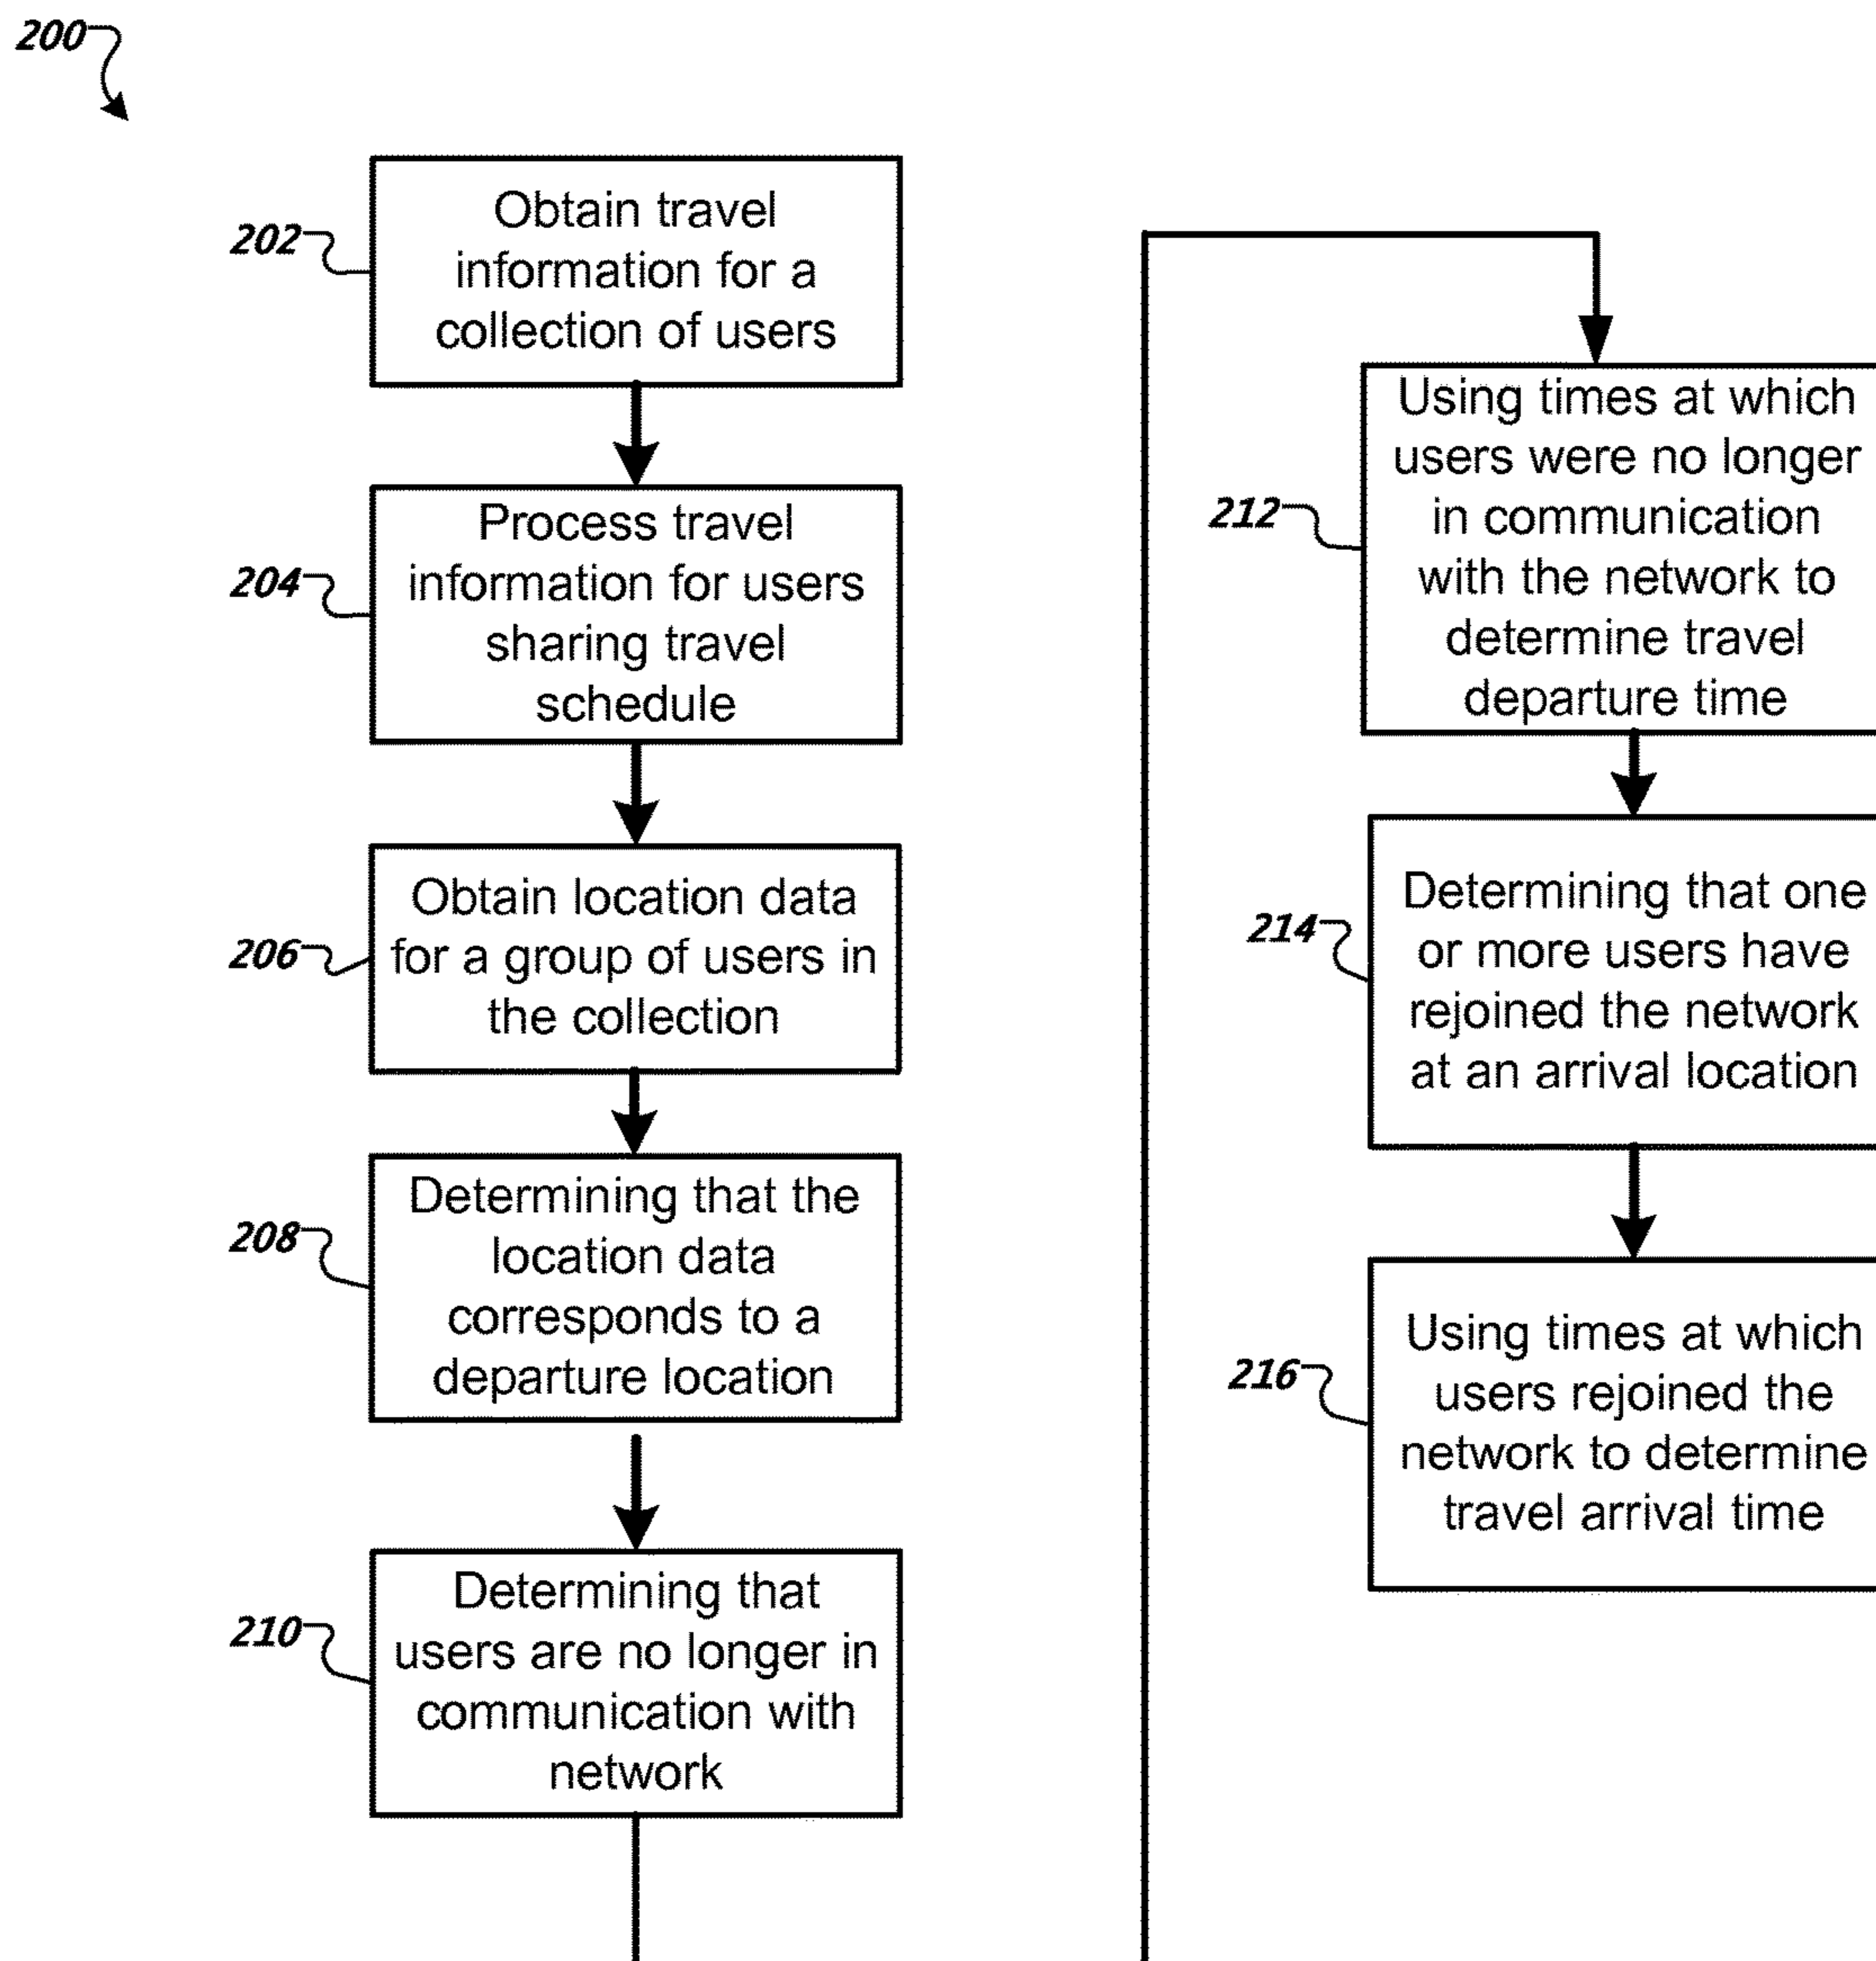 200
202
Obtain travel
information for a
collection of users
204
Process travel
information for users
sharing travel
schedule
206
Obtain location data
for a group of users in
the collection
208
Determining that the
location data
corresponds to a
departure location
210
Determining that
users are no longer in
communication with
network
212
Using times at which
users were no longer
in communication
with the network to
determine travel
departure time
214
Determining that one
or more users have
rejoined the network
at an arrival location
216
Using times at which
users rejoined the
network to determine
travel arrival time